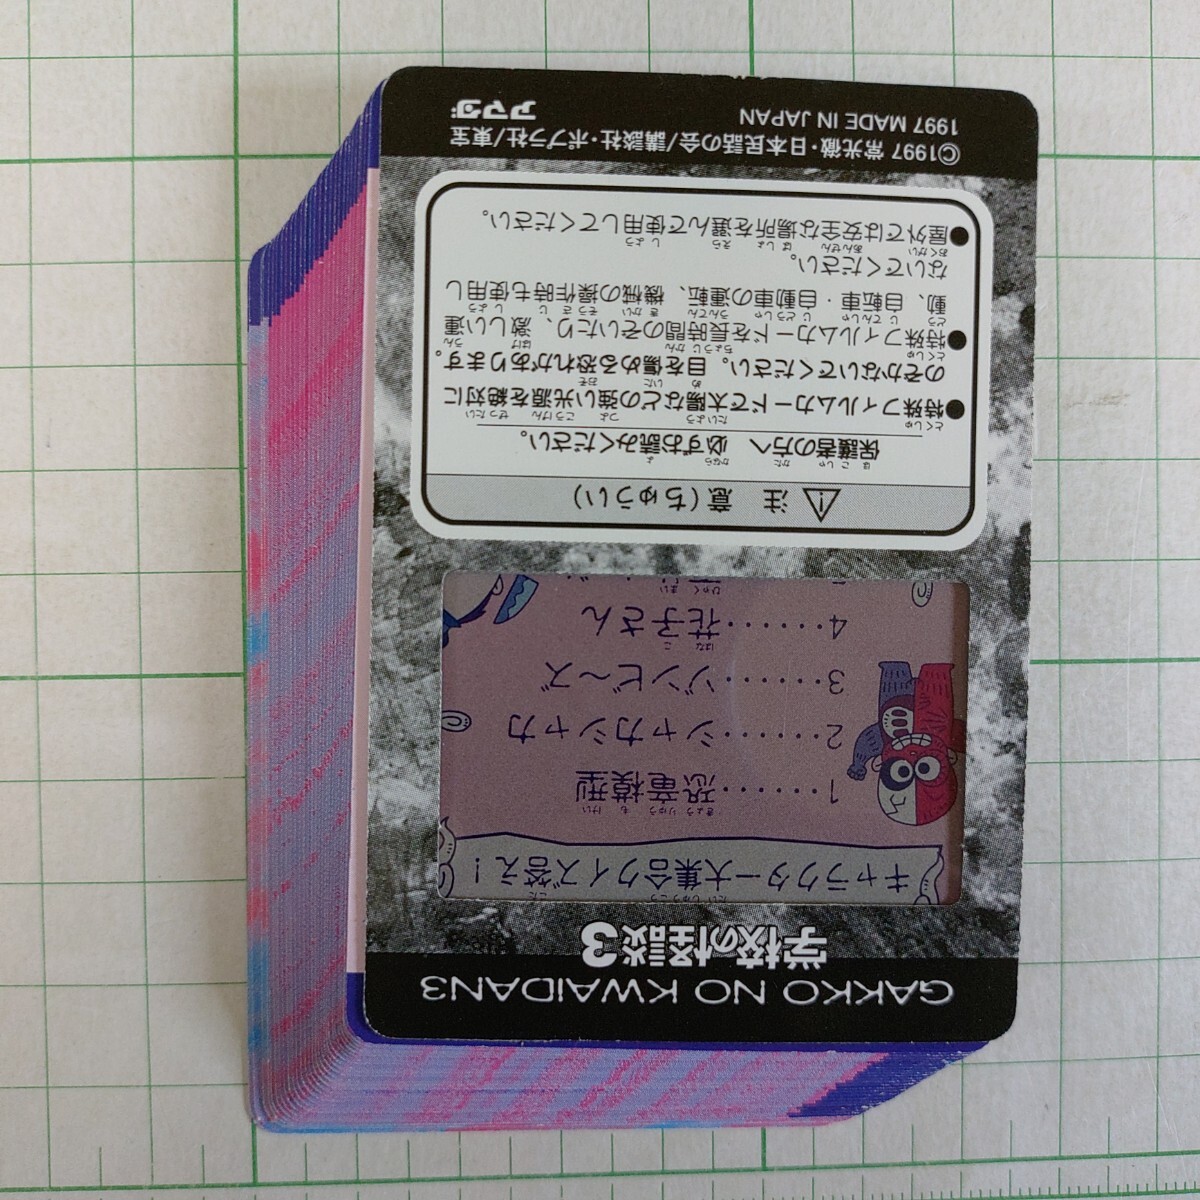 GAKKO NO KWAIDAN3
学校の怪談3
キャラクター大集合クイズ答え!
1・・・・・・恐竜模型
2・・・・・・シャカシャカ
3・・・・・・ゾンビ〜ズ
4・・・・・・花子さん
注 意(ちゅうい)
保護者の方へ 必ずお読みください。
●特殊フィルムカードで太陽などの強い光源を絶対に
のぞかないでください。目を傷める恐れがあります。
●特殊フィルムカードを長時間のぞいたり、激しい運
動、自転車・自動車の運転、機械の操作時も使用し
ないでください。
●屋外では安全な場所を選んで使用してください。
©1997 常光徹・日本民話の会/講談社・ポプラ社/東宝
1997 MADE IN JAPAN
アマダ